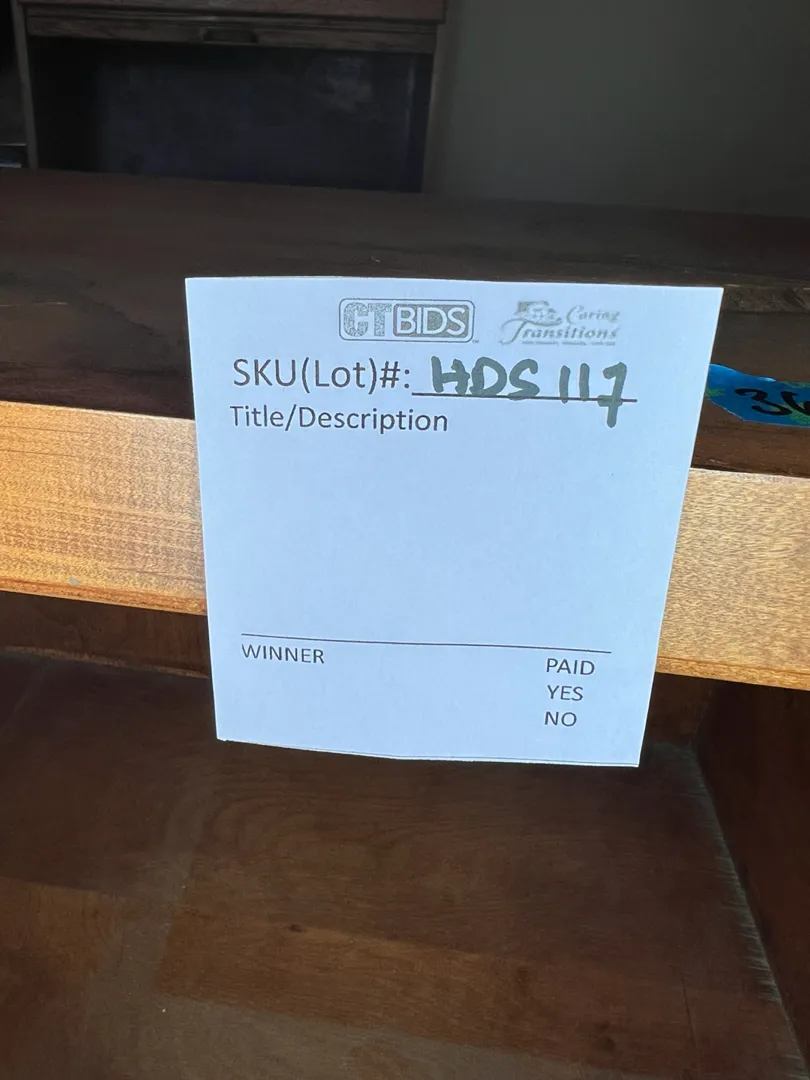 CTBIDS
Caring Transitions
SKU(Lot)#: HDS 117
Title/Description
WINNER
PAID
YES
NO